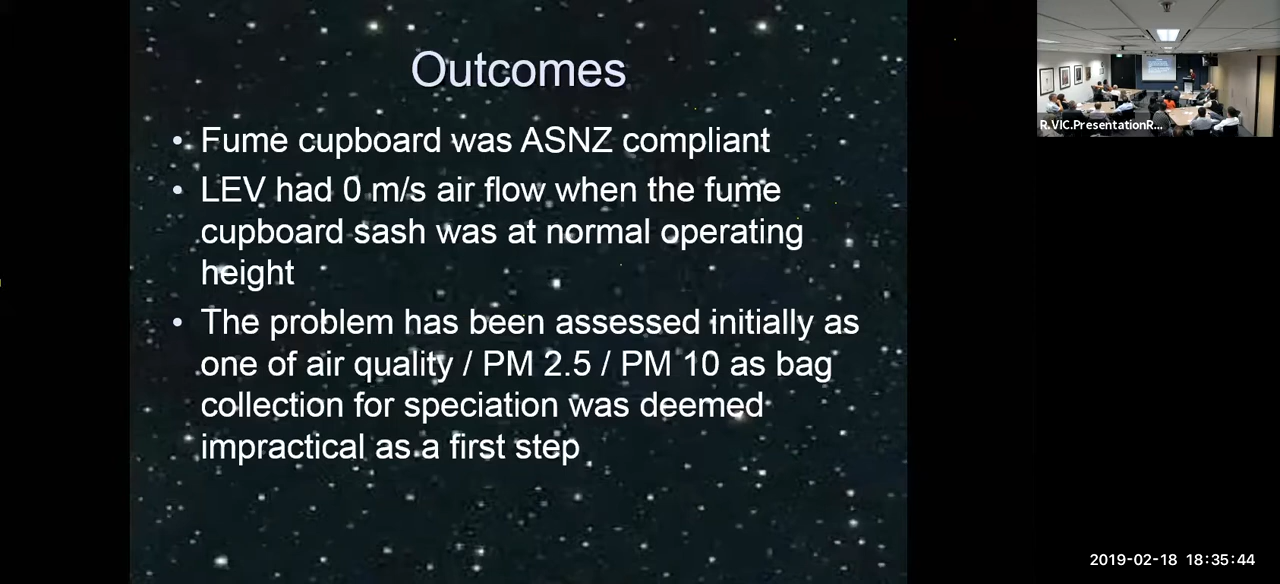 Outcomes
• Fume cupboard was ASNZ compliant
• LEV had 0 m/s air flow when the fume
cupboard sash was at normal operating
height
• The problem has been assessed initially as
one of air quality / PM 2.5 / PM 10 as bag
collection for speciation was deemed
impractical as a first step
R.VIC.PresentationR...
2019-02-18 18:35:44